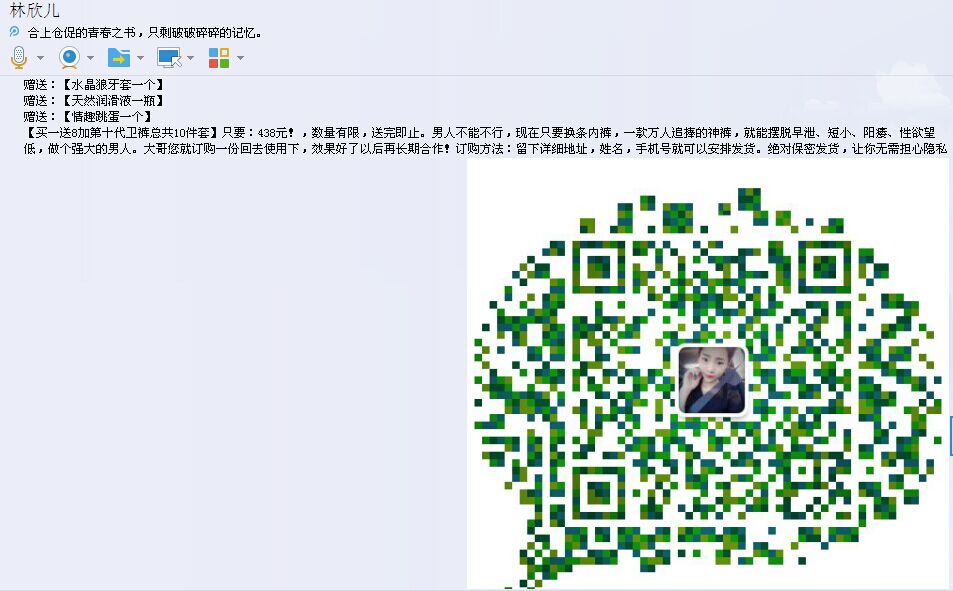 林欣儿
合上仓促的青春之书，只剩破破碎碎的记忆。
赠送：【水晶狼牙套一个】
赠送：【天然润滑液一瓶】
赠送：【情趣跳蛋一个】
【买一送8加第十代卫裤总共10件套】只要：438元！，数量有限，送完即止。男人不能不行，现在只要换条内裤，一款万人追捧的神裤，就能摆脱早泄、短小、阳痿、性欲望
低，做个强大的男人。大哥您就订购一份回去使用下，效果好了以后再长期合作！订购方法：留下详细地址，姓名，手机号就可以安排发货。绝对保密发货，让你无需担心隐私